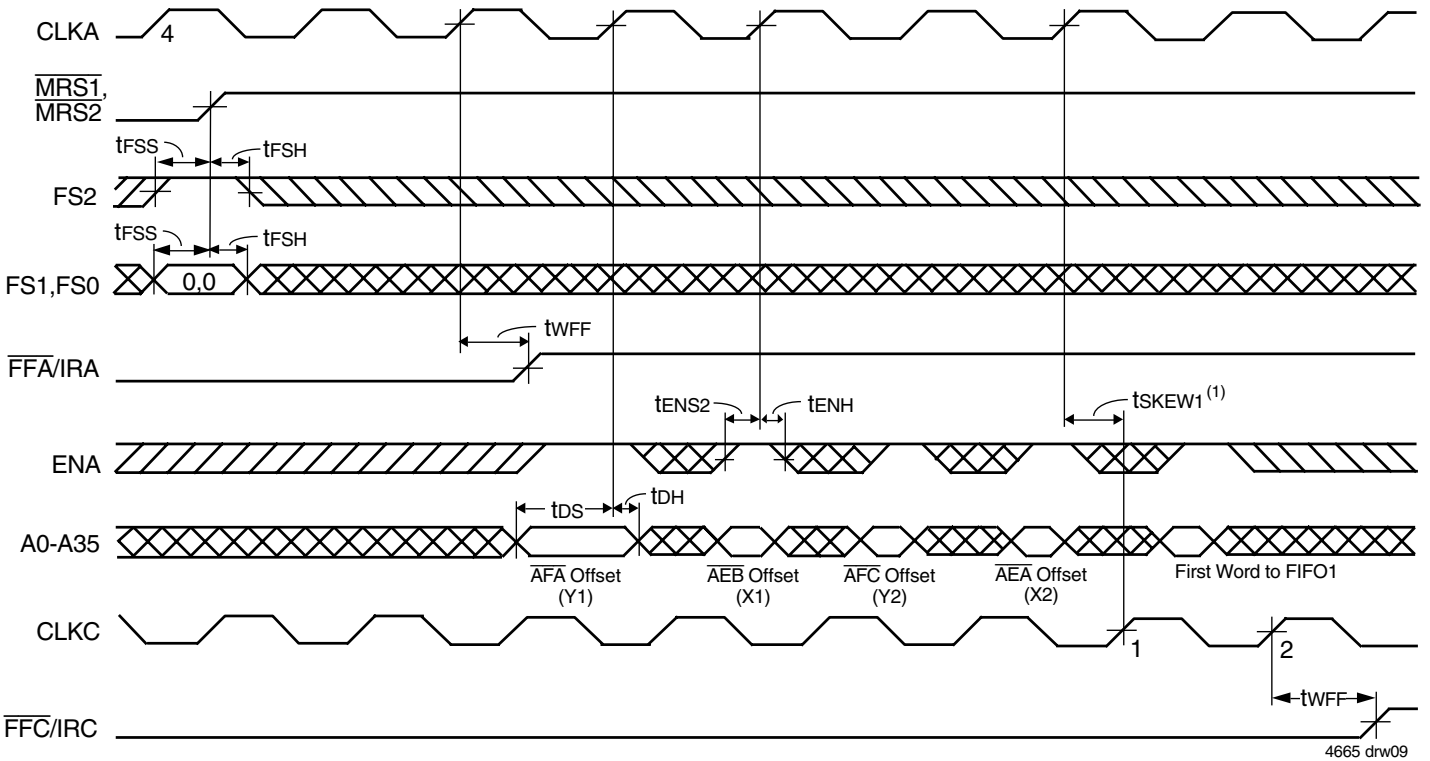 CLKA
4
MRS1,
MRS2
tFSS
tFSH
FS2
tFSS
tFSH
FS1,FS0
0,0
tWFF
FFA/IRA
tENS2
tENH
tSKEW1 (1)
ENA
tDS
tDH
A0-A35
AFA Offset
(Y1)
AEB Offset
(X1)
AFC Offset
(Y2)
AEA Offset
(X2)
First Word to FIFO1
CLKC
1
2
tWFF
FFC/IRC
4665 drw09